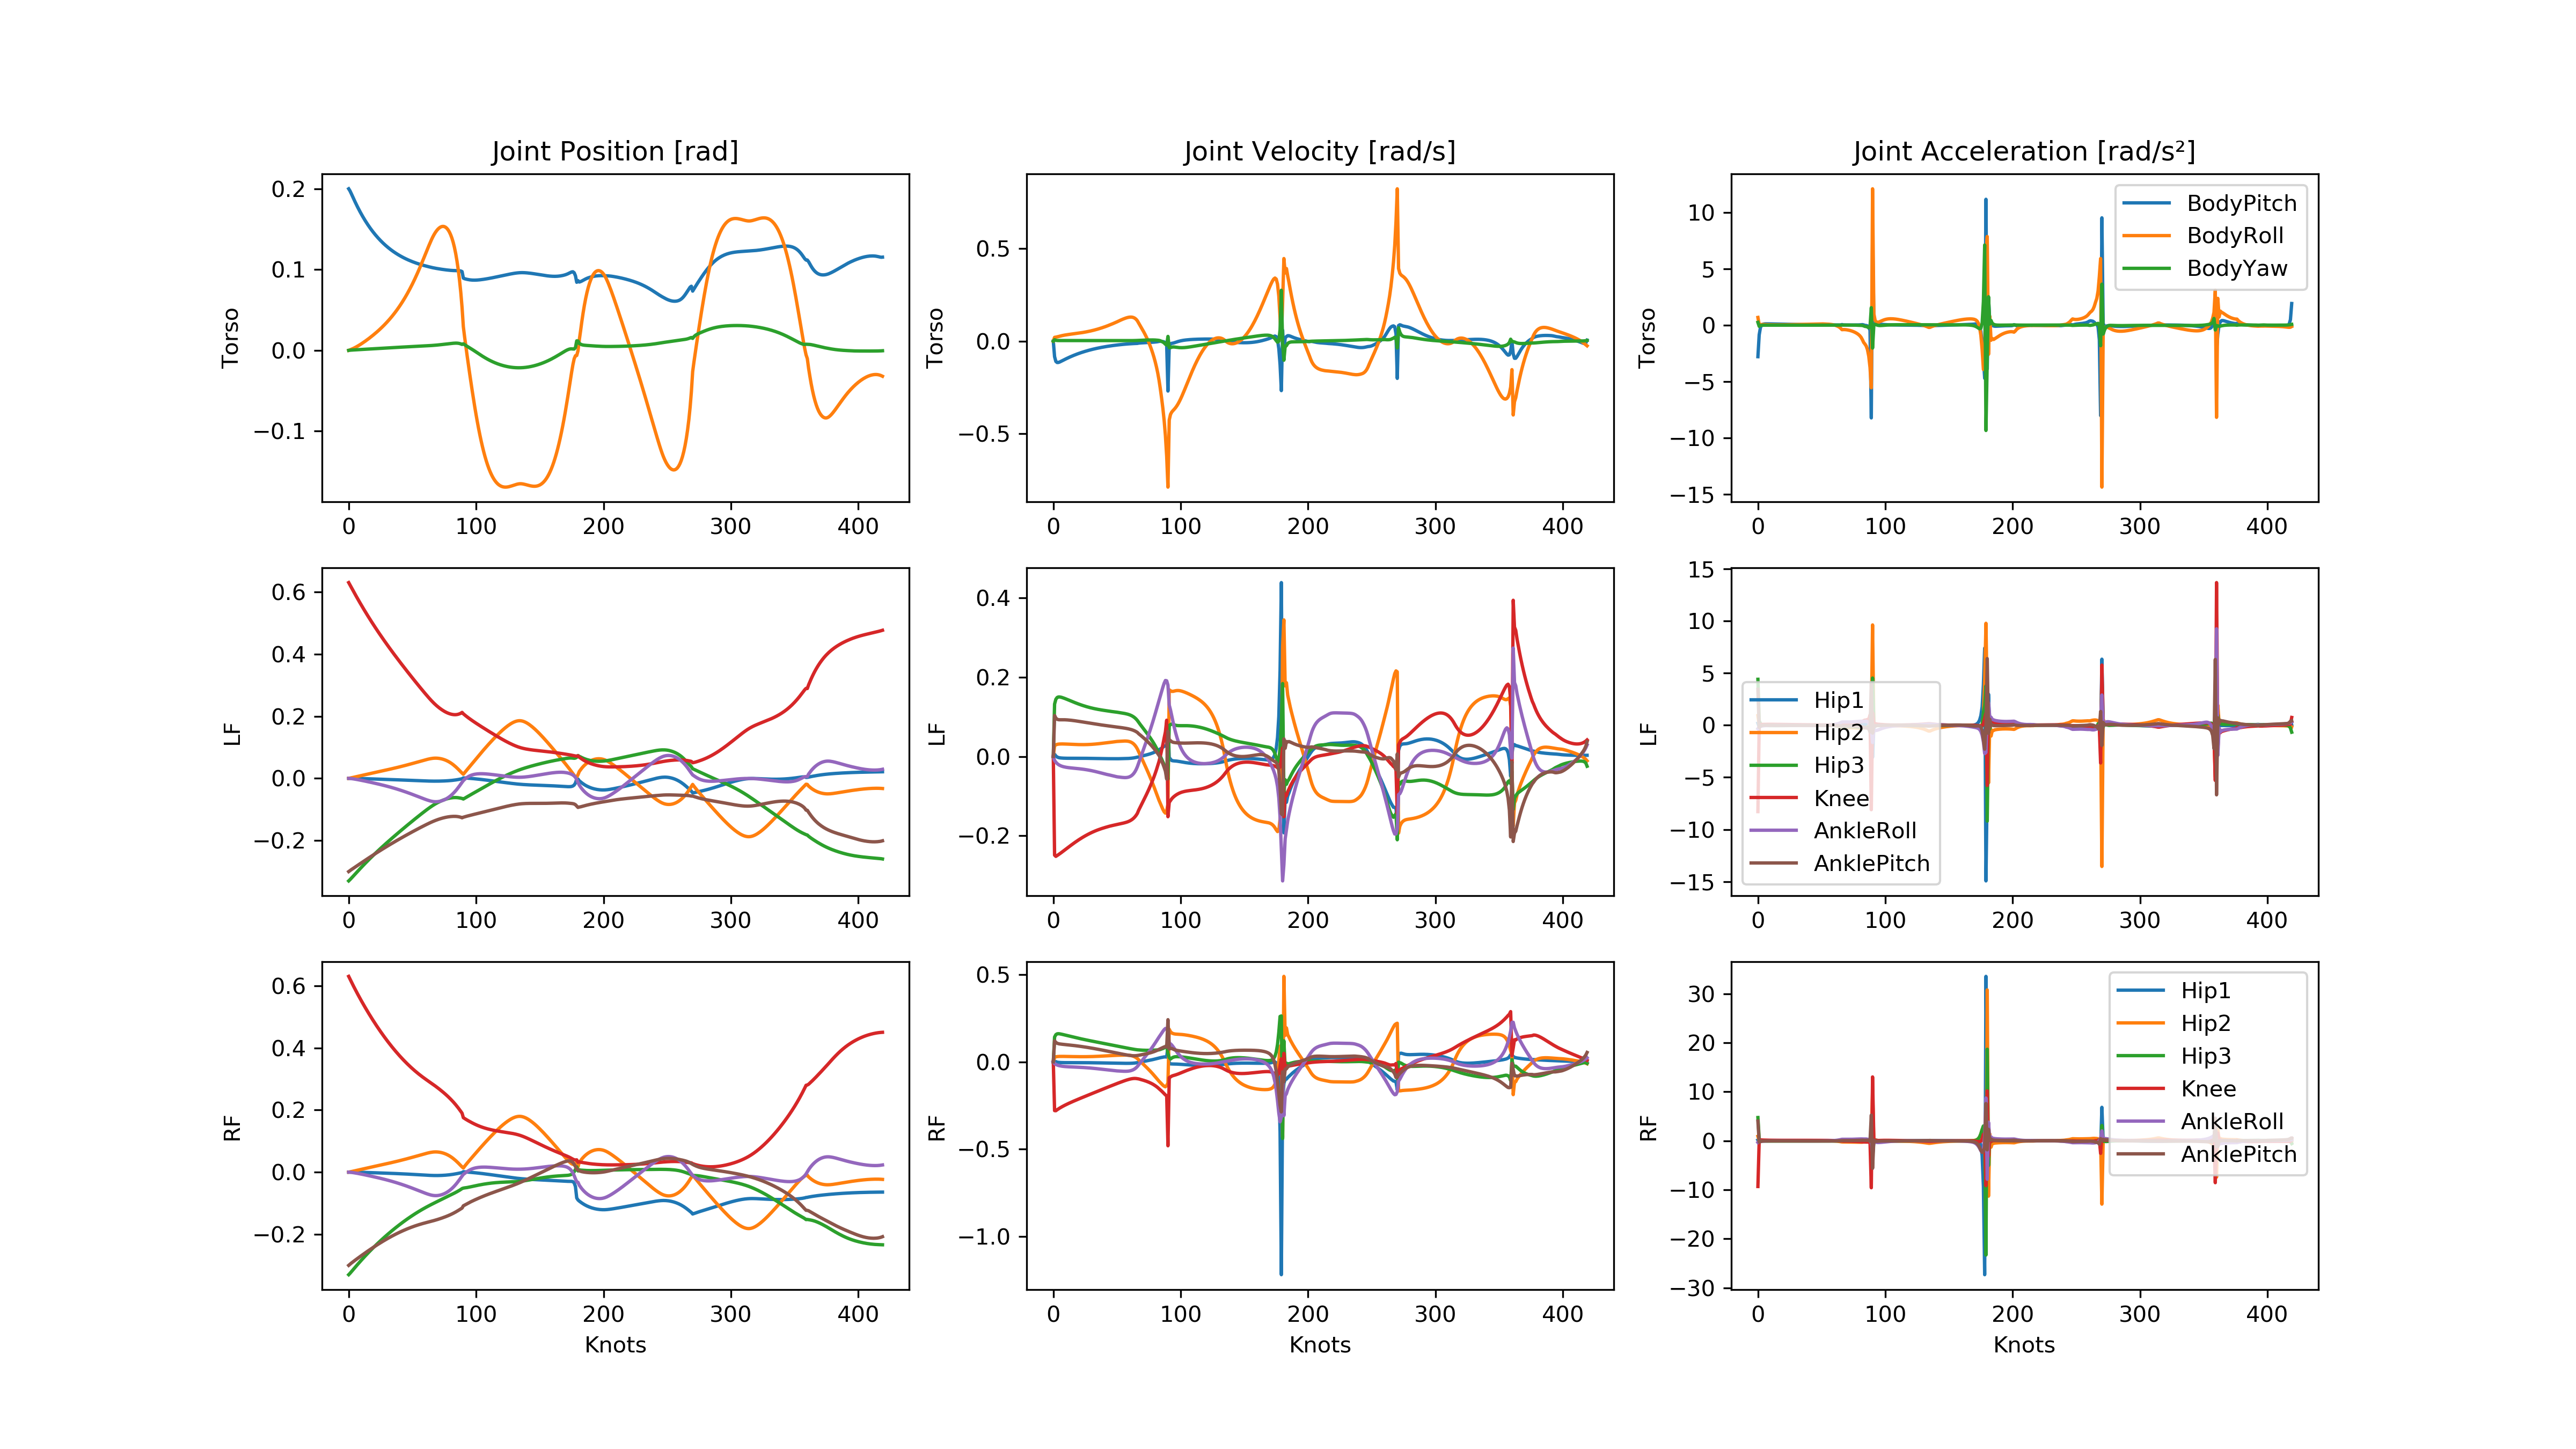 Joint Position [rad]
Joint Velocity [rad/s]
Joint Acceleration [rad/s²]
Torso
0.2
0.1
0.0
−0.1
0 100 200 300 400
Torso
0.5
0.0
−0.5
0 100 200 300 400
Torso
10
5
0
−5
−10
−15
0 100 200 300 400
BodyPitch
BodyRoll
BodyYaw
LF
0.6
0.4
0.2
0.0
−0.2
0 100 200 300 400
LF
0.4
0.2
0.0
−0.2
0 100 200 300 400
LF
15
10
5
0
−5
−10
−15
0 100 200 300 400
Hip1
Hip2
Hip3
Knee
AnkleRoll
AnklePitch
RF
0.6
0.4
0.2
0.0
−0.2
0 100 200 300 400
Knots
RF
0.5
0.0
−0.5
−1.0
0 100 200 300 400
Knots
RF
30
20
10
0
−10
−20
−30
0 100 200 300 400
Knots
Hip1
Hip2
Hip3
Knee
AnkleRoll
AnklePitch